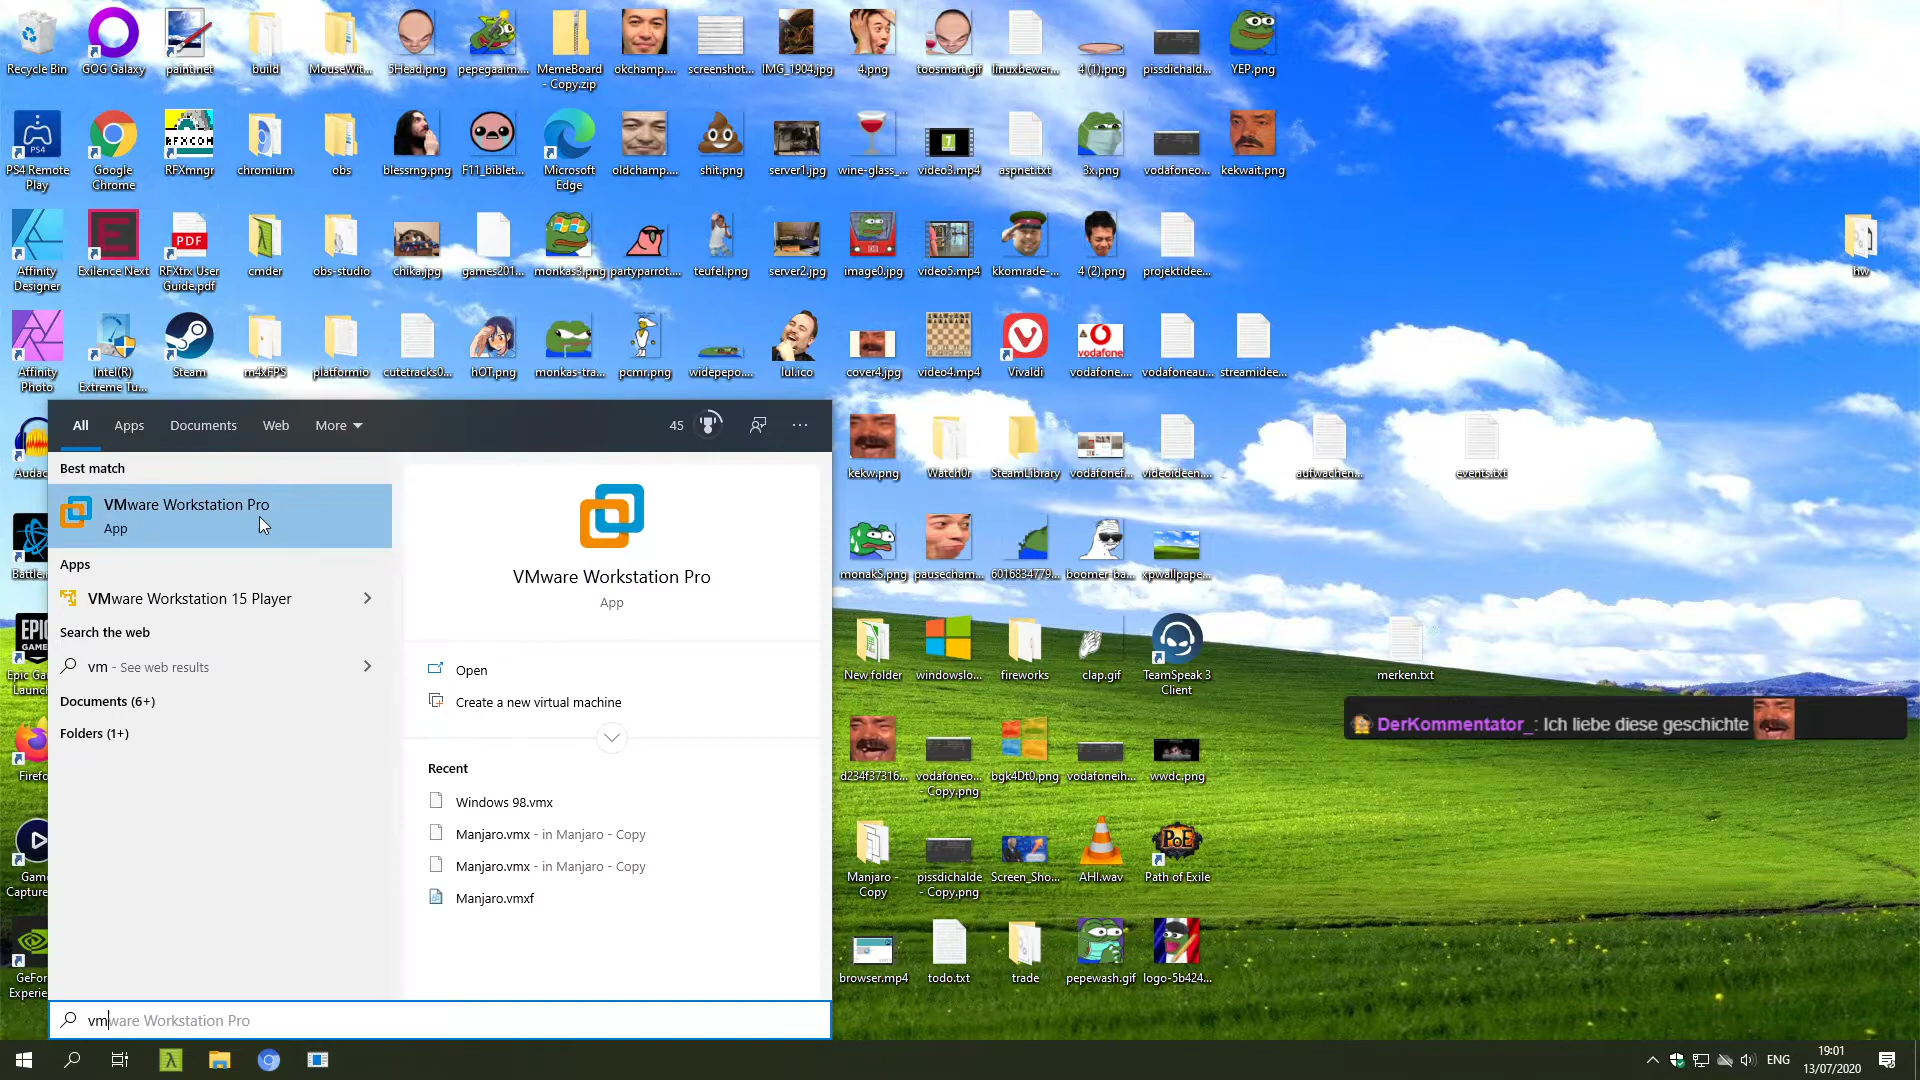 Recycle Bin
GOG Galaxy
paint.net
build
MouseWit...
5Head.png
pepegaaim....
MemeBoard
- Copy.zip
okchamp....
screenshot...
IMG_1904.jpg
4.png
toosmart.gif
linuxbewer...
4 (1).png
pissdichald...
YEP.png
PS4 Remote
Play
Google
Chrome
RFXmngr
chromium
obs
blessrng.png
F11_biblet...
Microsoft
Edge
oldchamp....
shit.png
server1.jpg
wine-glass_...
video3.mp4
aspnet.txt
3x.png
vodafoneo...
kekwait.png
Affinity
Designer
Exilence Next
RFXtrx User
Guide.pdf
cmder
obs-studio
chika.jpg
games201...
monkas3.png
partyparrot....
teufel.png
server2.jpg
image0.jpg
video5.mp4
kkomrade-...
4 (2).png
projektidee...
hw
Affinity
Photo
Intel(R)
Extreme Tu...
Steam
m4xFPS
platformio
cutetracks0...
hOT.png
monkas-tra...
pcmr.png
widepepo....
lul.ico
cover4.jpg
video4.mp4
Vivaldi
vodafone....
vodafoneau...
streamidee...
All
Apps
Documents
Web
More
45
Best match
VMware Workstation Pro
App
Apps
VMware Workstation 15 Player
Search the web
vm - See web results
Documents (6+)
Folders (1+)
VMware Workstation Pro
App
Open
Create a new virtual machine
Recent
Windows 98.vmx
Manjaro.vmx - in Manjaro - Copy
Manjaro.vmx - in Manjaro - Copy
Manjaro.vmxf
vmware Workstation Pro
kekw.png
Watch0r
SteamLibrary
vodafonef...
videoideen....
aufwachen...
events.txt
monakS.png
pausecham...
6016834779...
boomer-ba...
xpwallpape...
New folder
windowslo...
fireworks
clap.gif
TeamSpeak 3
Client
merken.txt
DerKommentator_: Ich liebe diese geschichte
d234f37316...
vodafoneo...
- Copy.png
bgk4Dt0.png
vodafoneih...
wwdc.png
Manjaro -
Copy
pissdichalde
- Copy.png
Screen_Sho...
AHI.wav
Path of Exile
browser.mp4
todo.txt
trade
pepewash.gif
logo-5b424...
ENG
19:01
13/07/2020